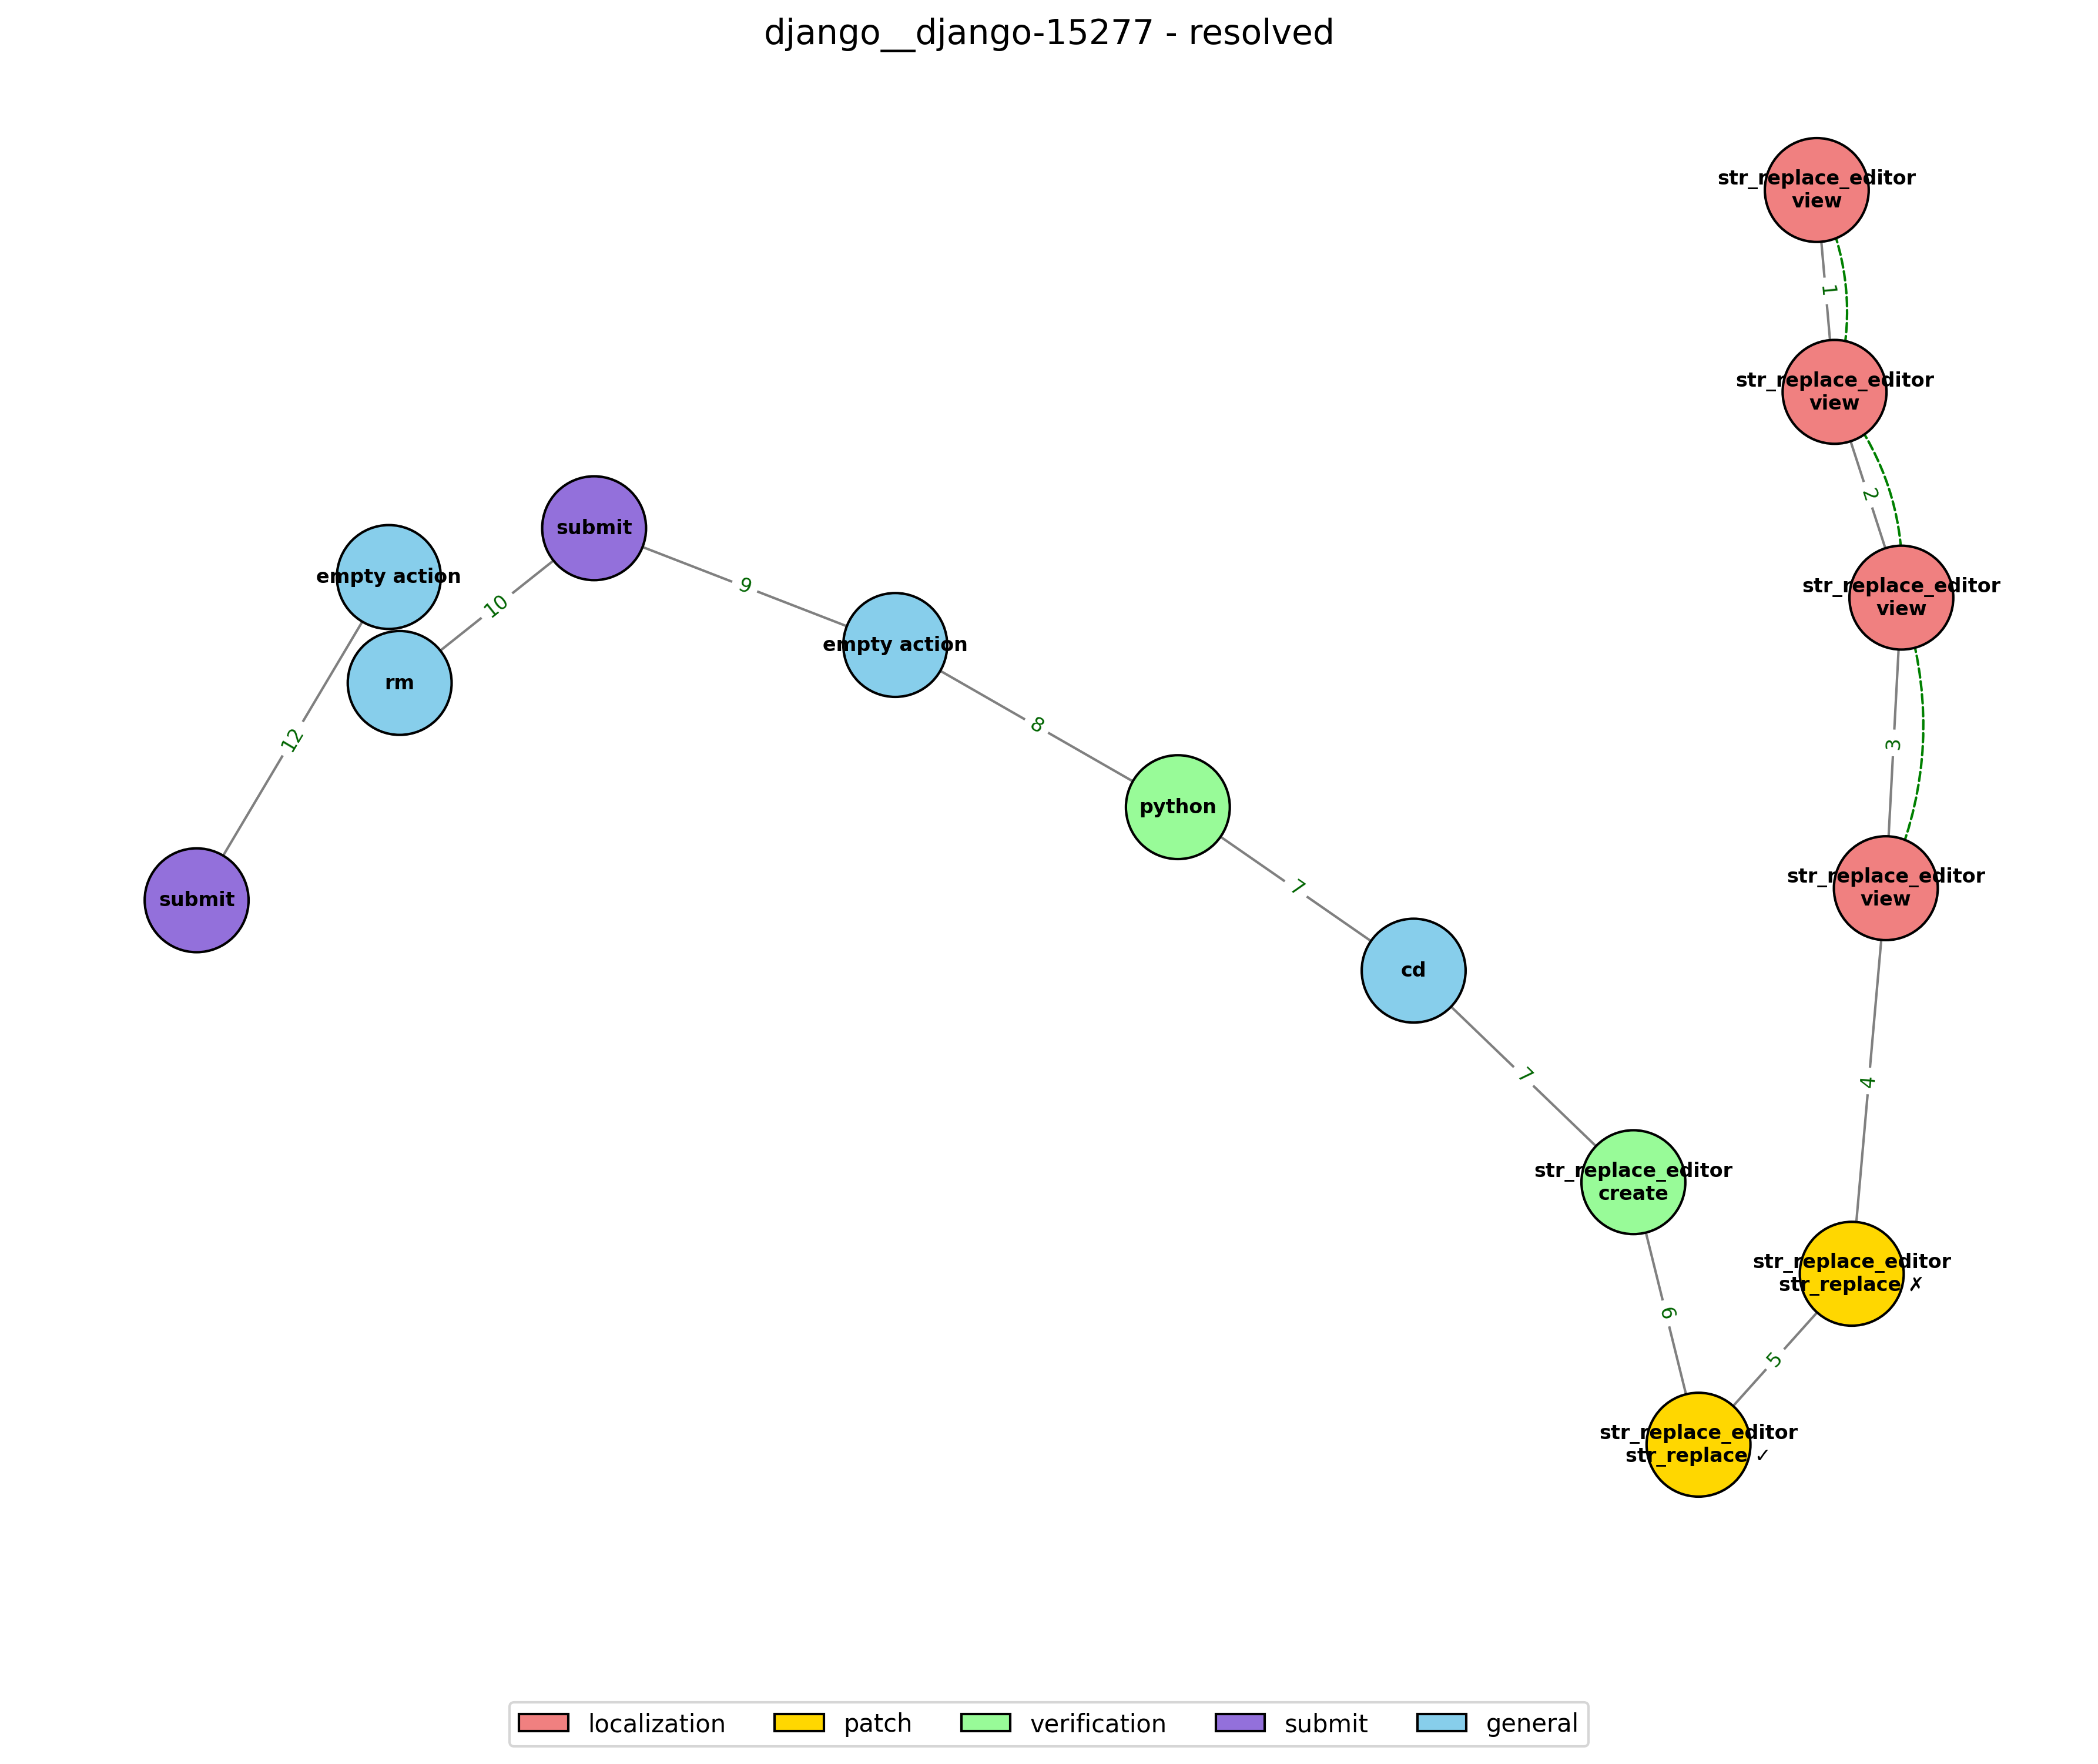 django__django-15277 - resolved
str_replace_editor
view
1
str_replace_editor
view
2
str_replace_editor
view
3
str_replace_editor
view
4
str_replace_editor
str_replace ✗
5
str_replace_editor
str_replace ✓
6
str_replace_editor
create
7
cd
7
python
8
empty action
9
submit
10
rm
empty action
12
submit
localization
patch
verification
submit
general